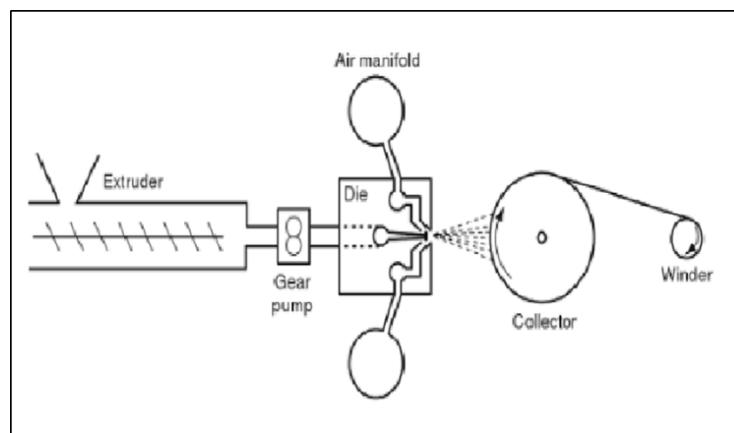 Air manifold
Extruder
Die
Gear
pump
Collector
Winder